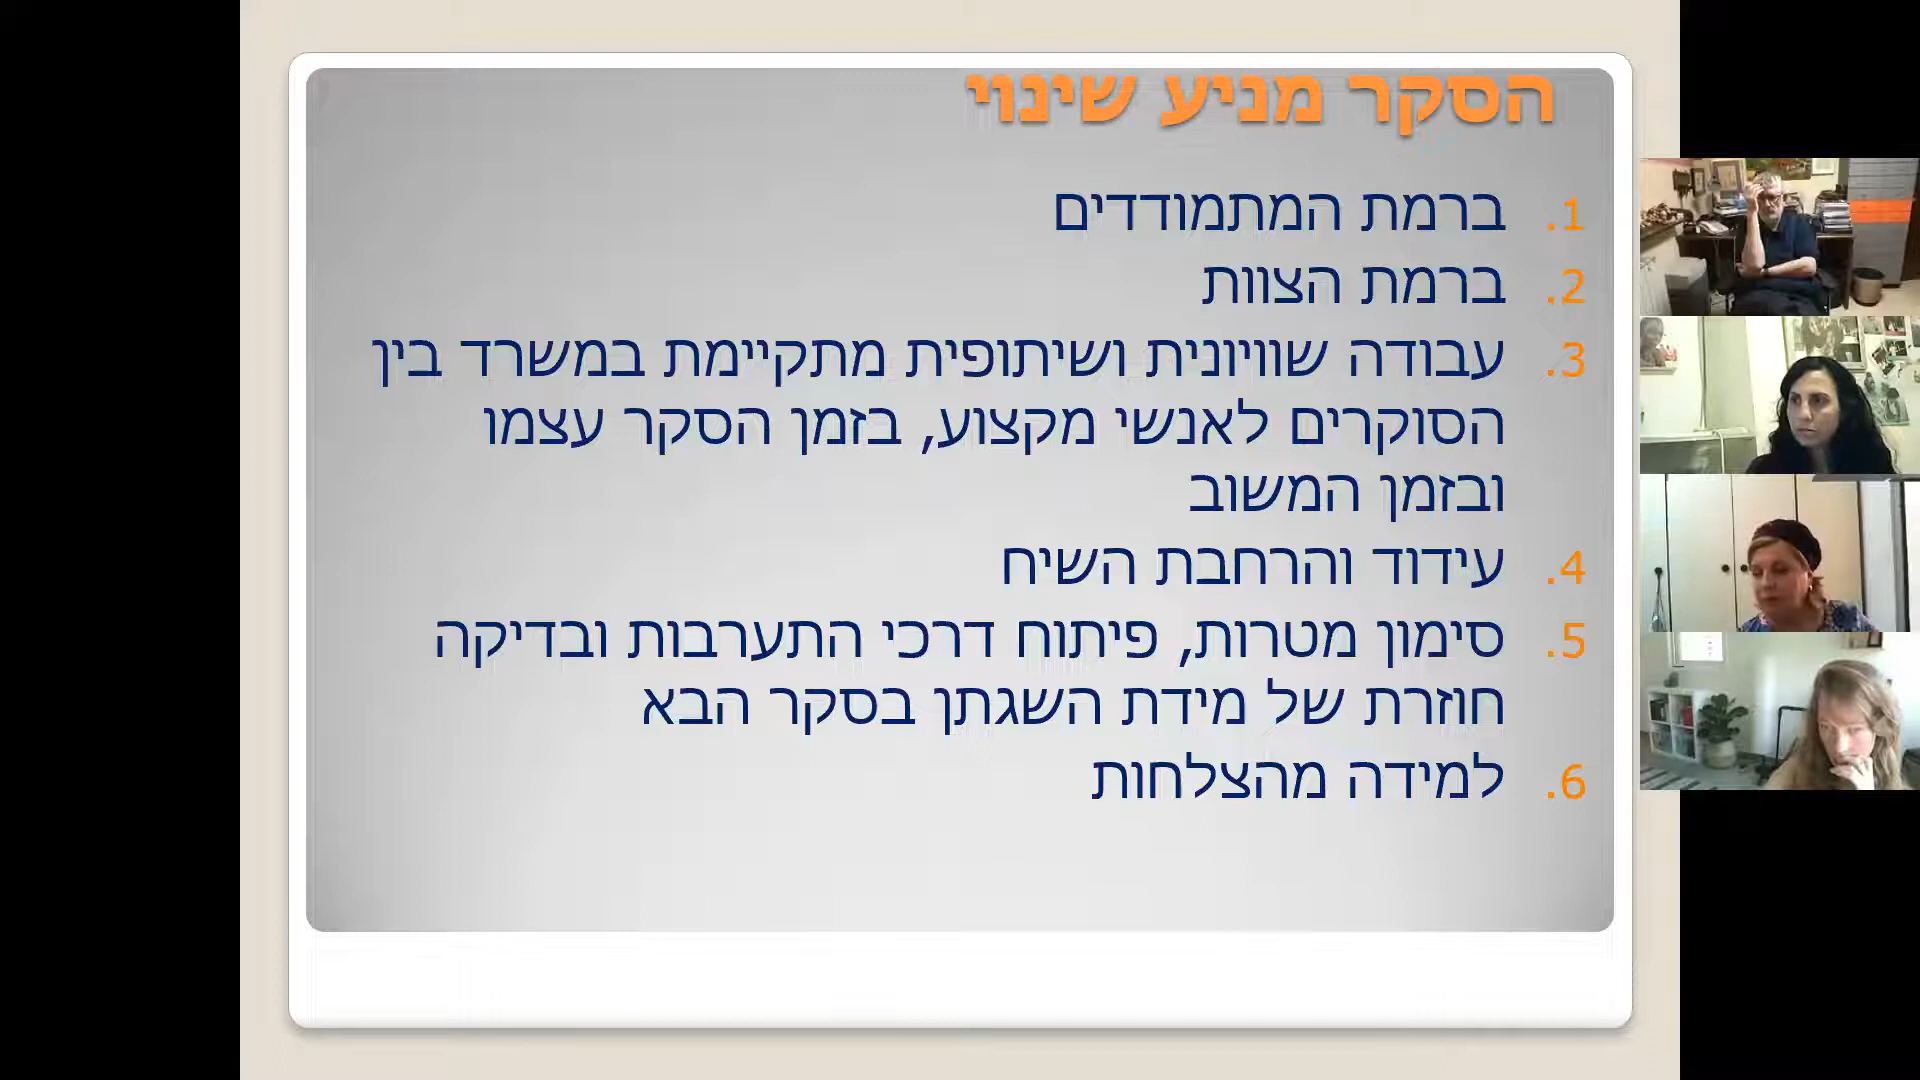 הסקר מניע שינוי
1. ברמת המתמודדים
2. ברמת הצוות
3. עבודה שוויונית ושיתופית מתקיימת במשרד בין
הסוקרים לאנשי מקצוע, בזמן הסקר עצמו
ובזמן המשוב
4. עידוד והרחבת השיח
5. סימון מטרות, פיתוח דרכי התערבות ובדיקה
חוזרת של מידת השגתן בסקר הבא
6. למידה מהצלחות